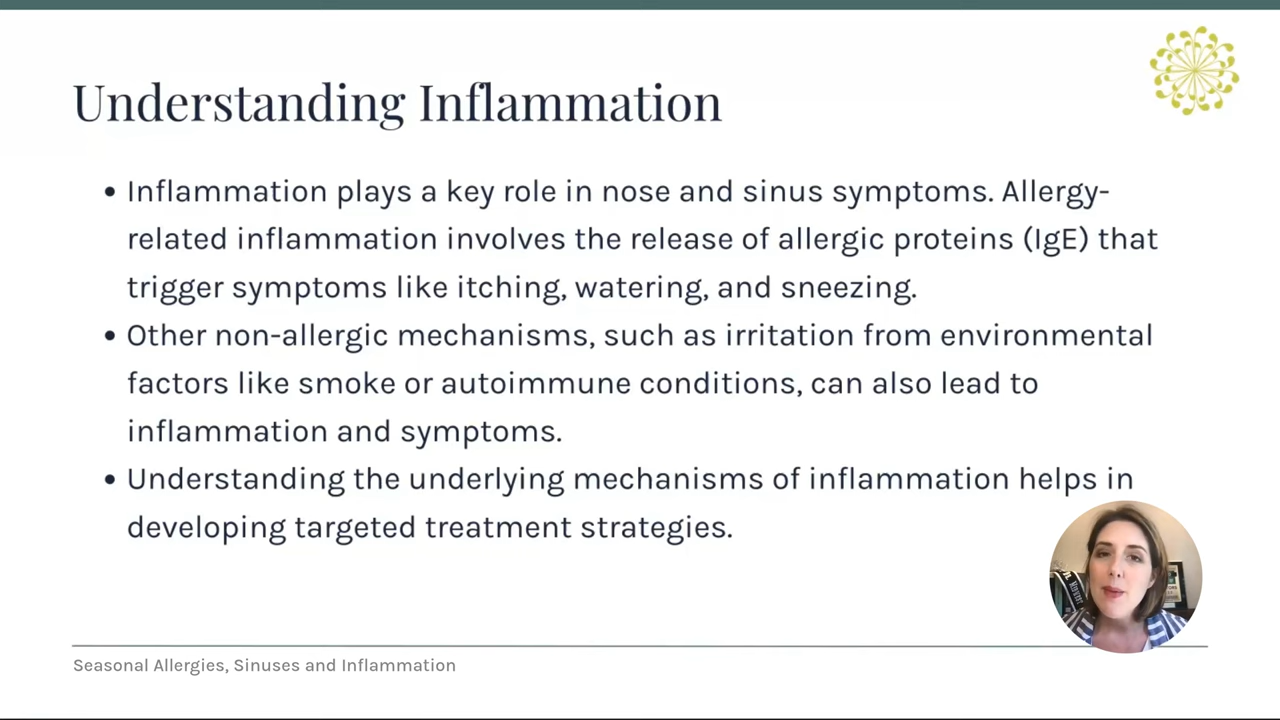 Understanding Inflammation
• Inflammation plays a key role in nose and sinus symptoms. Allergy-
related inflammation involves the release of allergic proteins (IgE) that
trigger symptoms like itching, watering, and sneezing.
• Other non-allergic mechanisms, such as irritation from environmental
factors like smoke or autoimmune conditions, can also lead to
inflammation and symptoms.
• Understanding the underlying mechanisms of inflammation helps in
developing targeted treatment strategies.
Seasonal Allergies, Sinuses and Inflammation